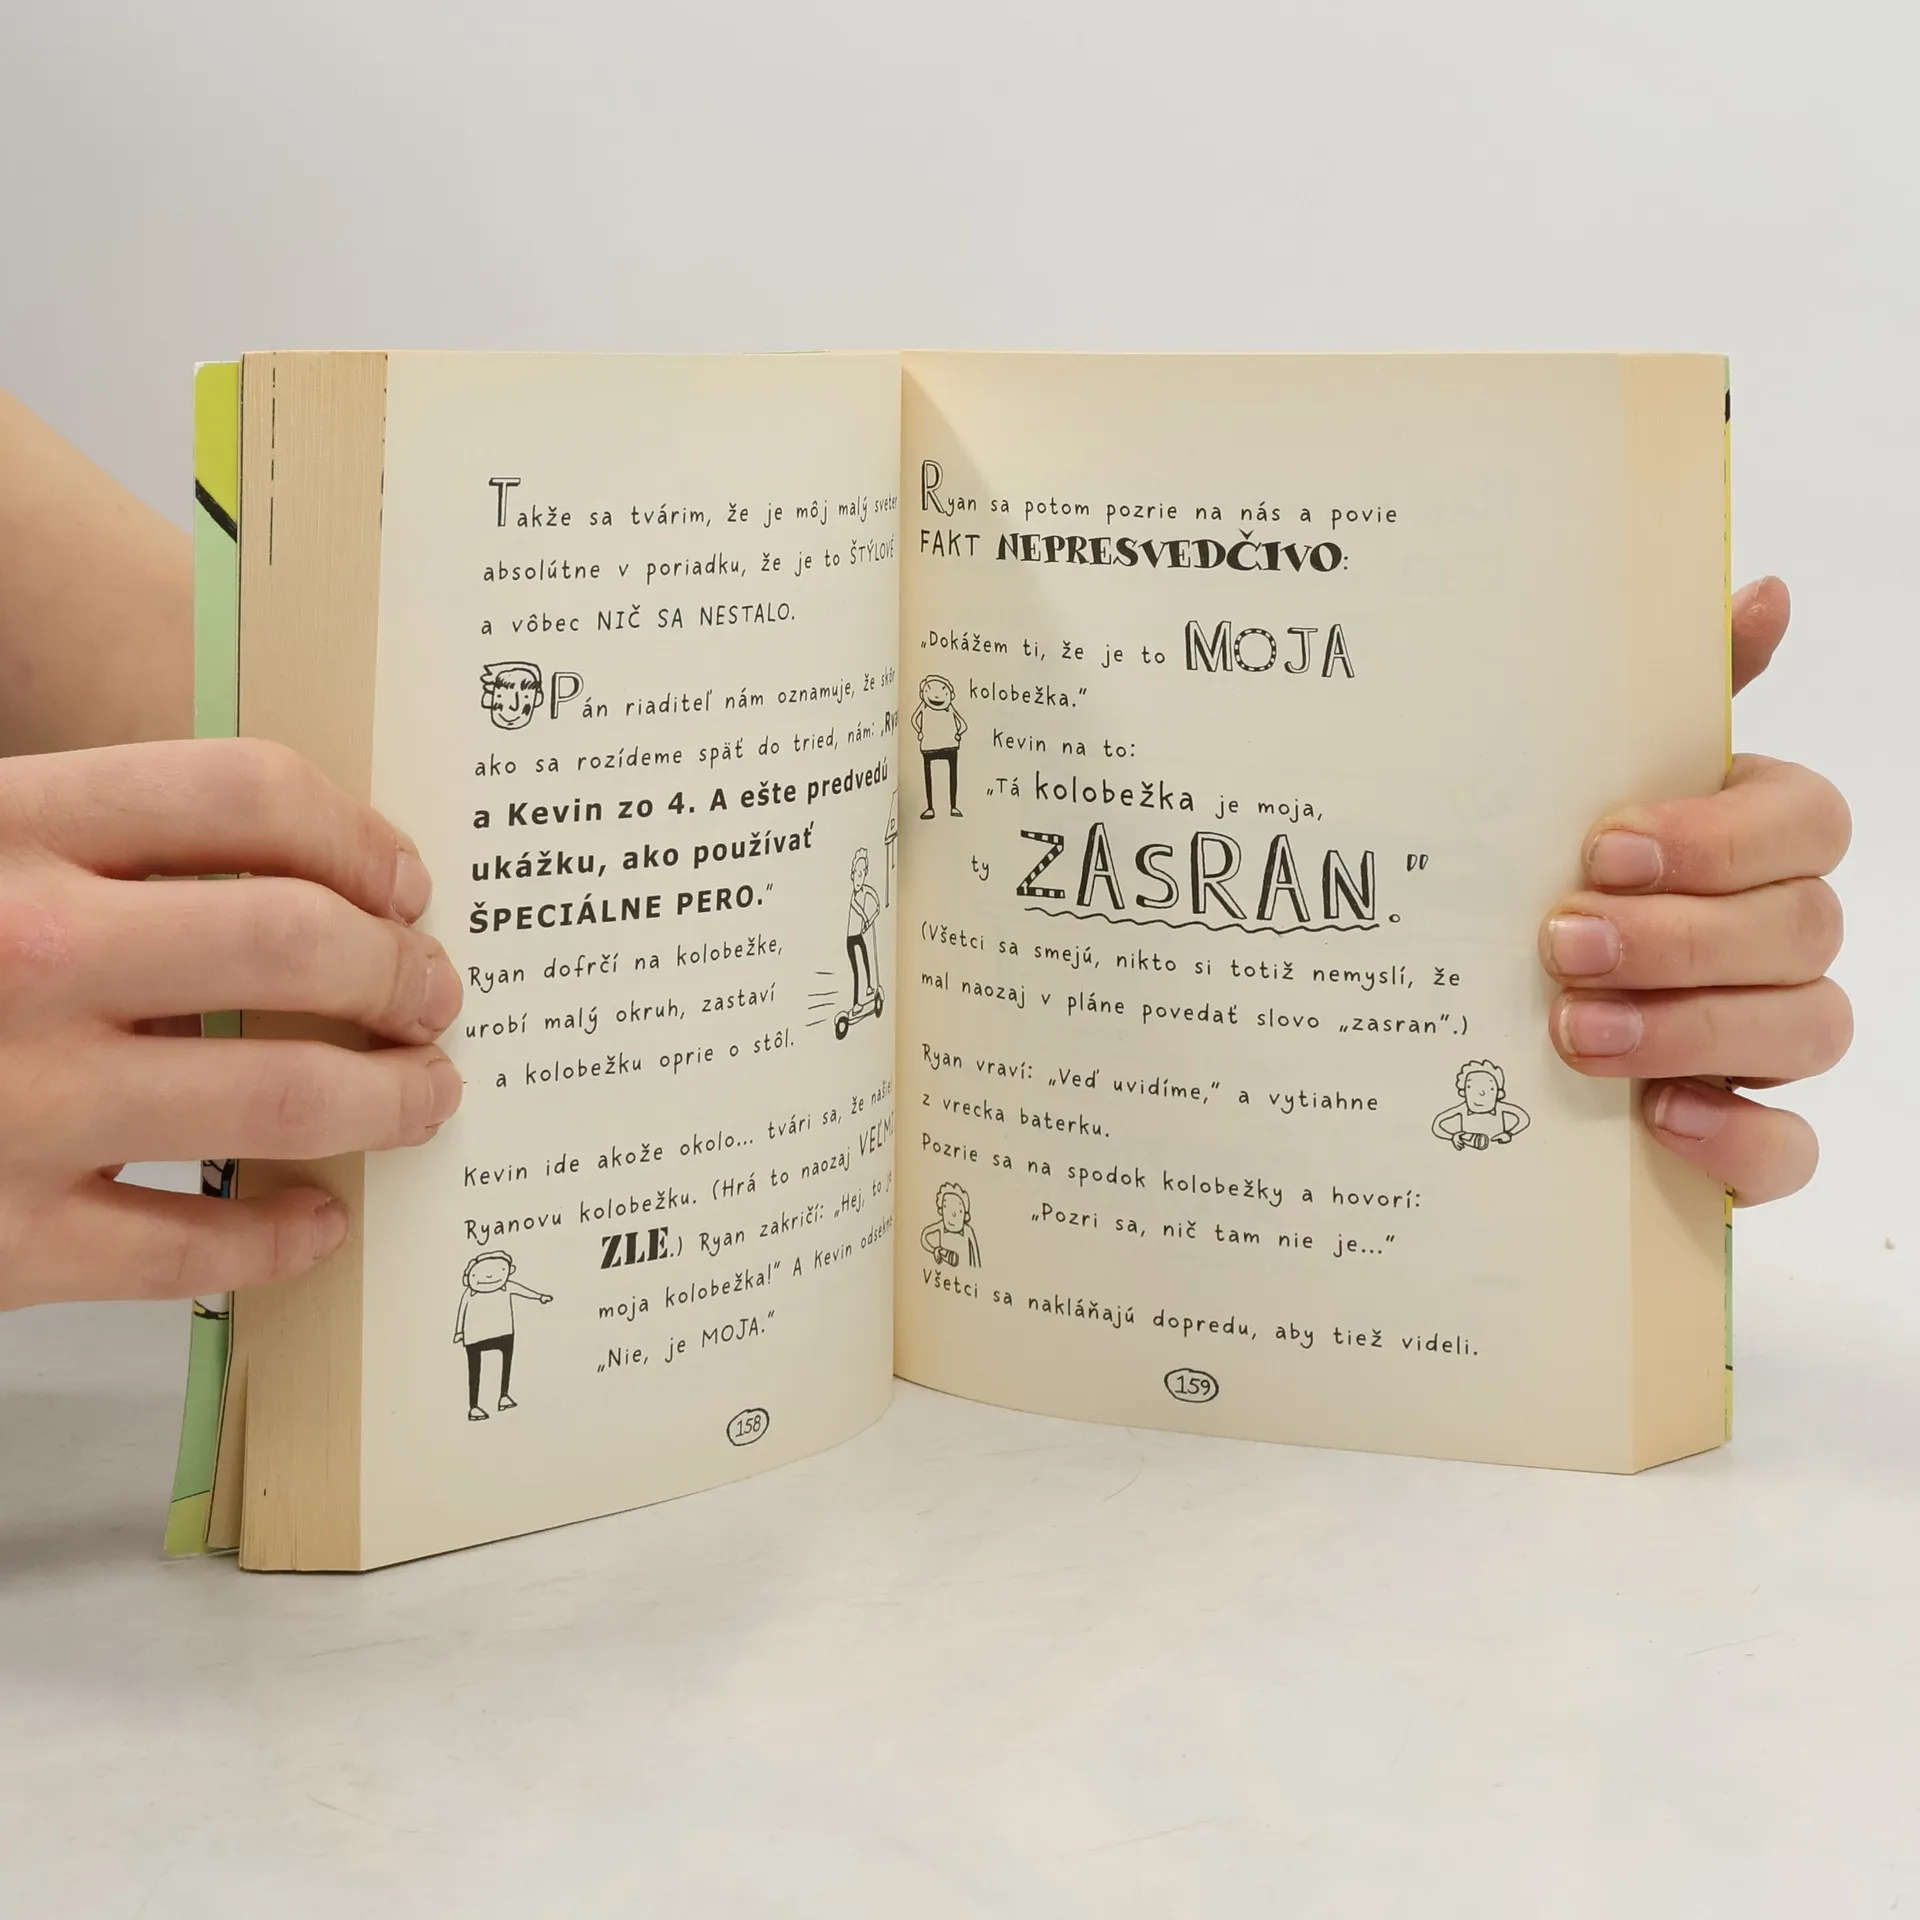 Takže sa tvárim, že je môj malý sveter
absolútne v poriadku, že je to ŠTÝLOVÉ
a vôbec NIČ SA NESTALO.
Pán riaditeľ nám oznamuje, že skôr
ako sa rozídeme späť do tried, nám: „
a Kevin zo 4. A ešte predvedú
ukážku, ako používať
ŠPECIÁLNE PERO.“
Ryan dofrčí na kolobežke,
urobí malý okruh, zastaví
a kolobežku oprie o stôl.
Kevin ide akože okolo... tvári sa, že
Ryanovu kolobežku. (Hrá to naozaj VEĽMI
ZLE.) Ryan zakričí: „Hej, to je
moja kolobežka!“ A Kevin odsekne
„Nie, je MOJA.“
158
Ryan sa potom pozrie na nás a povie
FAKT NEPRESVEDČIVO:
„Dokážem ti, že je to MOJA
kolobežka.“
Kevin na to:
„Tá kolobežka je moja,
ty ZASRAN.“
(Všetci sa smejú, nikto si totiž nemyslí, že
mal naozaj v pláne povedať slovo „zasran“.)
Ryan vraví: „Veď uvidíme,“ a vytiahne
z vrecka baterku.
Pozrie sa na spodok kolobežky a hovorí:
„Pozri sa, nič tam nie je...“
Všetci sa nakláňajú dopredu, aby tiež videli.
159